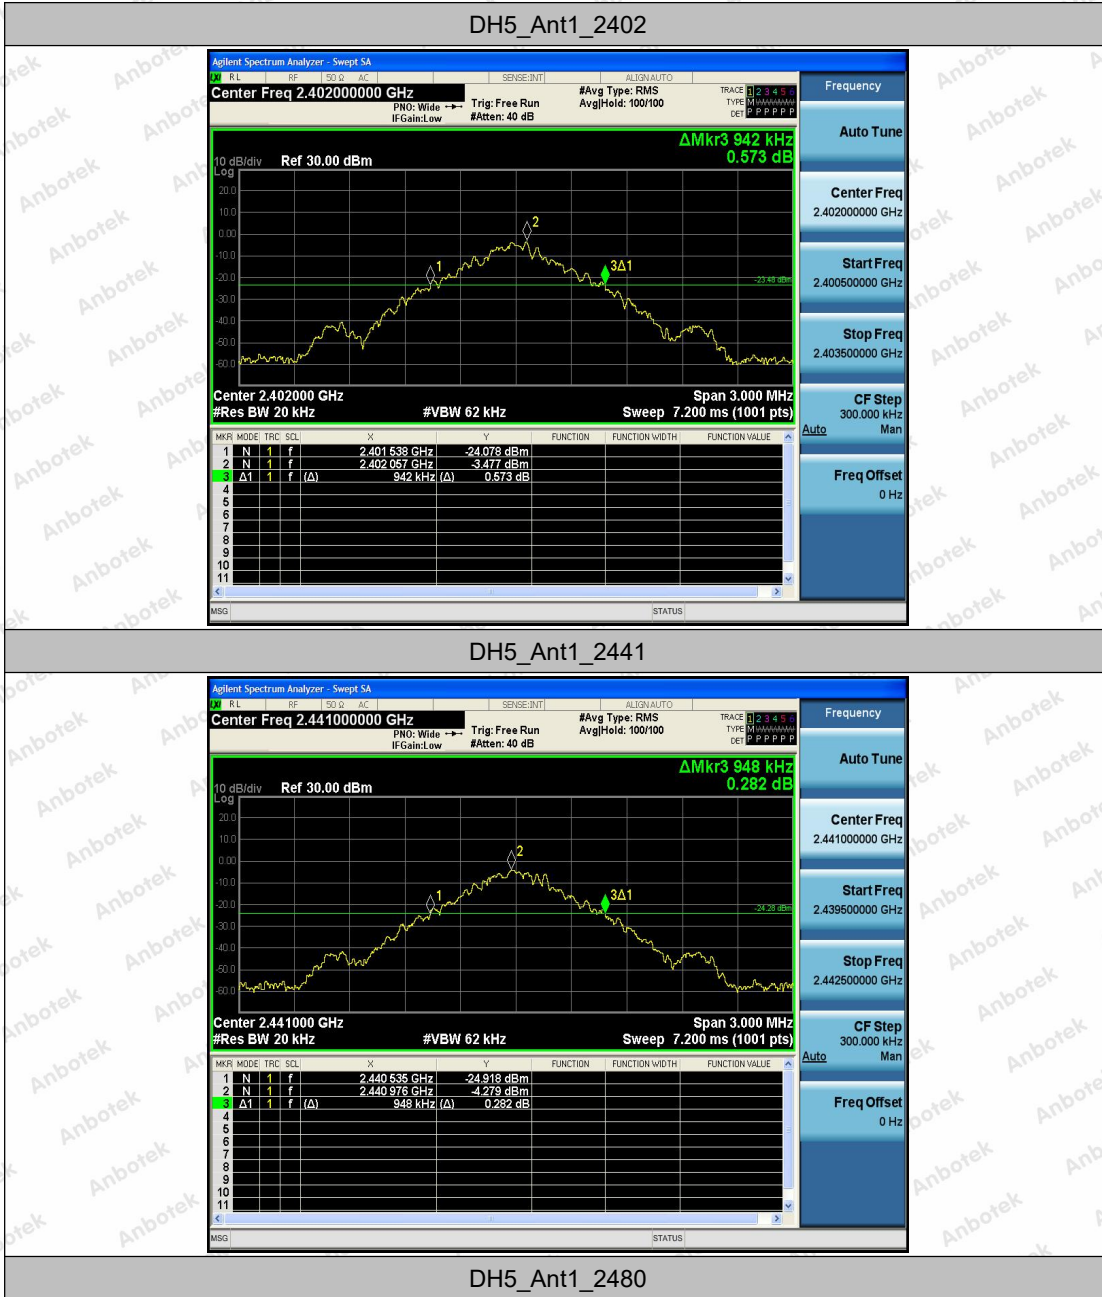 DH5_Ant1_2402
Agilent Spectrum Analyzer - Swept SA
LXI RL RF 50 Ω AC SENSE:INT ALIGNAUTO
Center Freq 2.402000000 GHz
PNO: Wide
IFGain:Low
Trig: Free Run
#Atten: 40 dB
#Avg Type: RMS
Avg|Hold: 100/100
TRACE 1 2 3 4 5 6
TYPE M
DET P P P P P P
ΔMkr3 942 kHz
0.573 dB
10 dB/div Ref 30.00 dBm
Log
20.0
10.0
0.00
-10.0
-20.0
-30.0
-40.0
-50.0
-60.0
1
2
3Δ1
-23.48 dBm
Center 2.402000 GHz Span 3.000 MHz
#Res BW 20 kHz #VBW 62 kHz Sweep 7.200 ms (1001 pts)
MKR MODE TRC SCL X Y FUNCTION FUNCTION WIDTH FUNCTION VALUE
1 N 1 f 2.401 538 GHz -24.078 dBm
2 N 1 f 2.402 057 GHz -3.477 dBm
3 Δ1 1 f (Δ) 942 kHz (Δ) 0.573 dB
4
5
6
7
8
9
10
11
MSG STATUS
Frequency
Auto Tune
Center Freq
2.402000000 GHz
Start Freq
2.400500000 GHz
Stop Freq
2.403500000 GHz
CF Step
300.000 kHz
Auto Man
Freq Offset
0 Hz
DH5_Ant1_2441
Agilent Spectrum Analyzer - Swept SA
LXI RL RF 50 Ω AC SENSE:INT ALIGNAUTO
Center Freq 2.441000000 GHz
PNO: Wide
IFGain:Low
Trig: Free Run
#Atten: 40 dB
#Avg Type: RMS
Avg|Hold: 100/100
TRACE 1 2 3 4 5 6
TYPE M
DET P P P P P P
ΔMkr3 948 kHz
0.282 dB
10 dB/div Ref 30.00 dBm
Log
20.0
10.0
0.00
-10.0
-20.0
-30.0
-40.0
-50.0
-60.0
1
2
3Δ1
-24.28 dBm
Center 2.441000 GHz Span 3.000 MHz
#Res BW 20 kHz #VBW 62 kHz Sweep 7.200 ms (1001 pts)
MKR MODE TRC SCL X Y FUNCTION FUNCTION WIDTH FUNCTION VALUE
1 N 1 f 2.440 535 GHz -24.918 dBm
2 N 1 f 2.440 976 GHz -4.279 dBm
3 Δ1 1 f (Δ) 948 kHz (Δ) 0.282 dB
4
5
6
7
8
9
10
11
MSG STATUS
Frequency
Auto Tune
Center Freq
2.441000000 GHz
Start Freq
2.439500000 GHz
Stop Freq
2.442500000 GHz
CF Step
300.000 kHz
Auto Man
Freq Offset
0 Hz
DH5_Ant1_2480